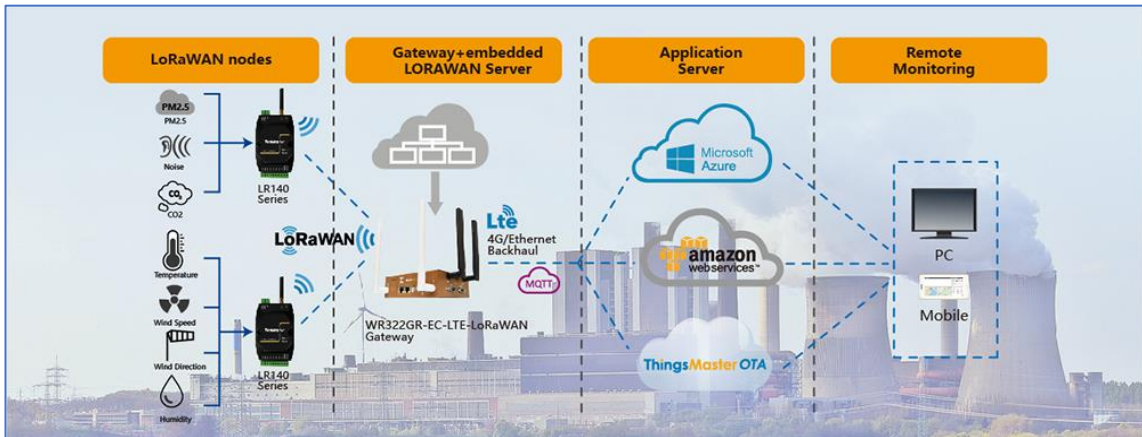 LoRaWAN nodes
Gateway+embedded
LORAWAN Server
Application
Server
Remote
Monitoring
PM2.5
PM2.5
Noise
CO2
CO2
LR140
Series
Temperature
Wind Speed
Wind Direction
Humidity
LR140
Series
LoRaWAN
Lte
4G/Ethernet
Backhaul
MQTT
WR322GR-EC-LTE-LoRaWAN
Gateway
Microsoft
Azure
amazon
webservices™
ThingsMaster OTA
PC
Mobile